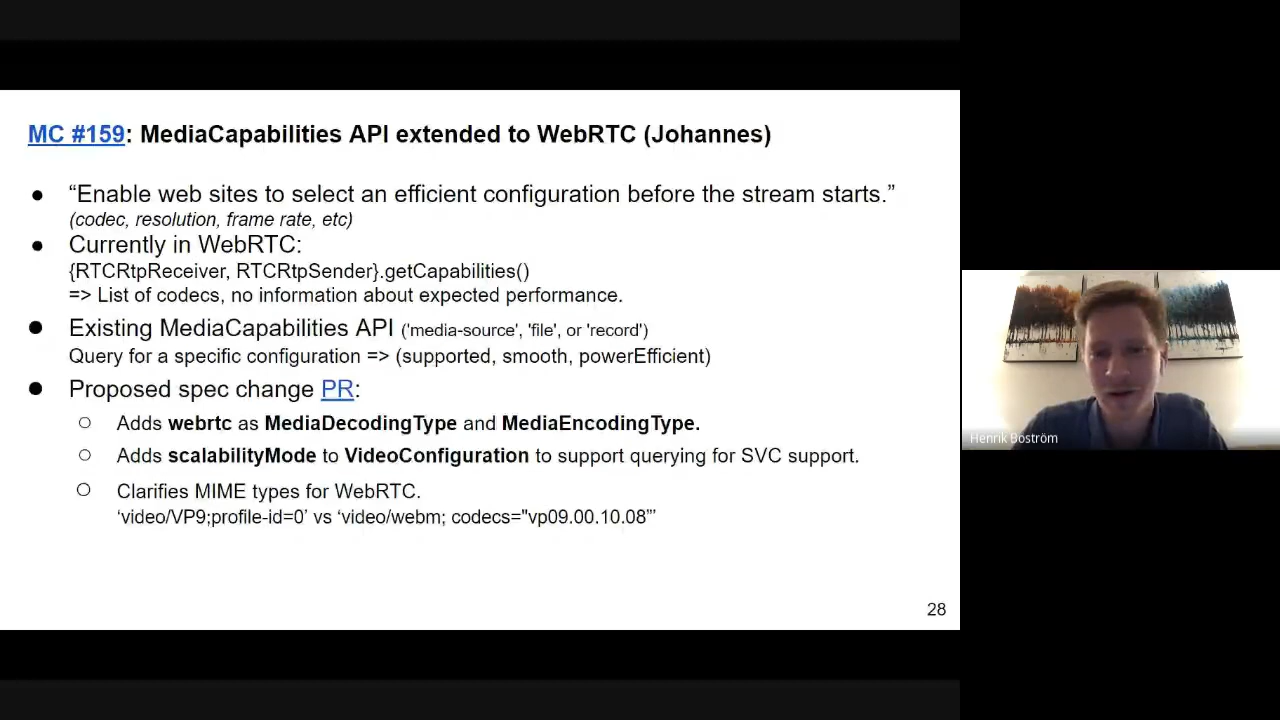 MC #159: MediaCapabilities API extended to WebRTC (Johannes)
● “Enable web sites to select an efficient configuration before the stream starts.”
(codec, resolution, frame rate, etc)
● Currently in WebRTC:
{RTCRtpReceiver, RTCRtpSender}.getCapabilities()
=> List of codecs, no information about expected performance.
● Existing MediaCapabilities API ('media-source', 'file', or 'record')
Query for a specific configuration => (supported, smooth, powerEfficient)
● Proposed spec change PR:
○ Adds webrtc as MediaDecodingType and MediaEncodingType.
○ Adds scalabilityMode to VideoConfiguration to support querying for SVC support.
○ Clarifies MIME types for WebRTC.
‘video/VP9;profile-id=0’ vs ‘video/webm; codecs="vp09.00.10.08”’
28
Henrik Boström